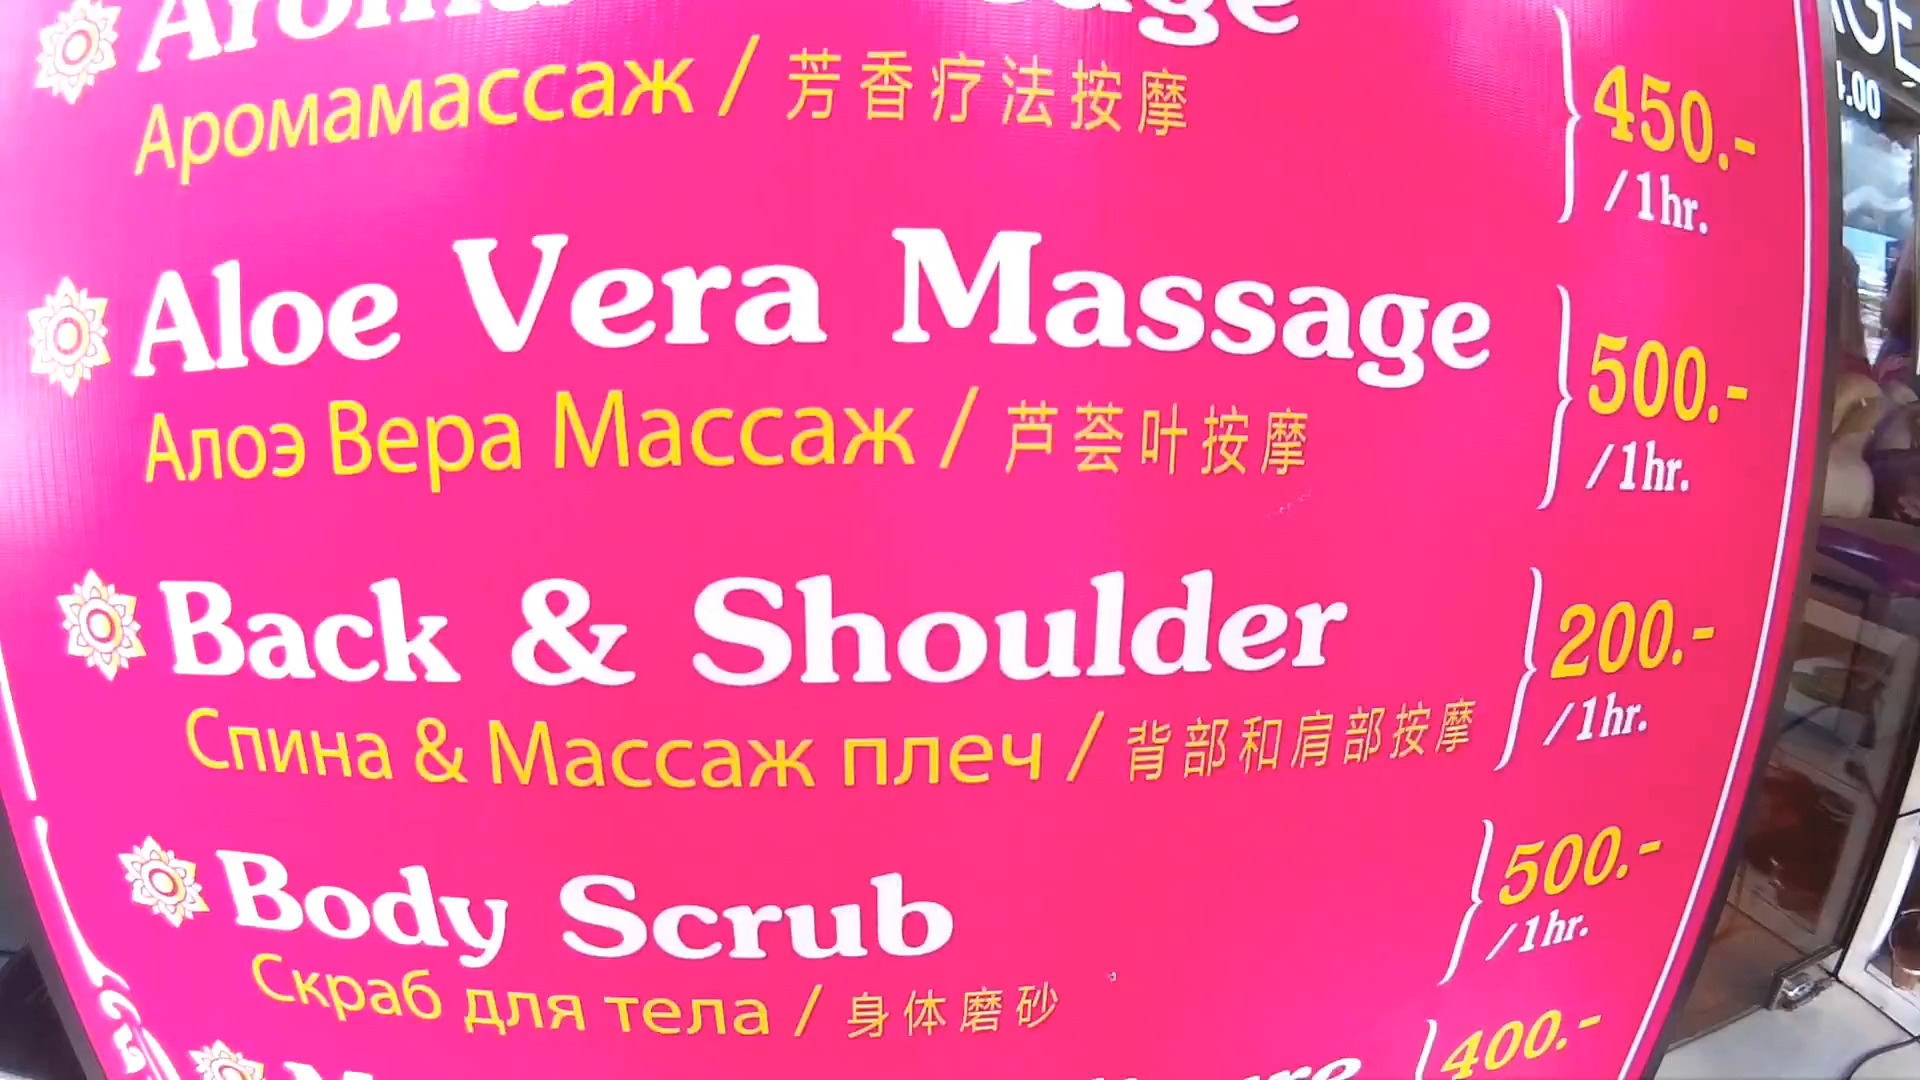 Аромамассаж / 芳香疗法按摩
450.-
/1hr.
Aloe Vera Massage
Алоэ Вера Массаж / 芦荟叶按摩
500.-
/1hr.
Back & Shoulder
Спина & Массаж плеч / 背部和肩部按摩
200.-
/1hr.
Body Scrub
Скраб для тела / 身体磨砂
500.-
/1hr.
400.-